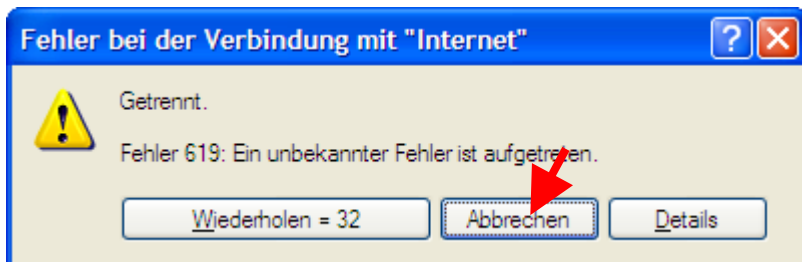 Fehler bei der Verbindung mit "Internet"
Getrennt.
Fehler 619: Ein unbekannter Fehler ist aufgetreten.
Wiederholen = 32 Abbrechen Details